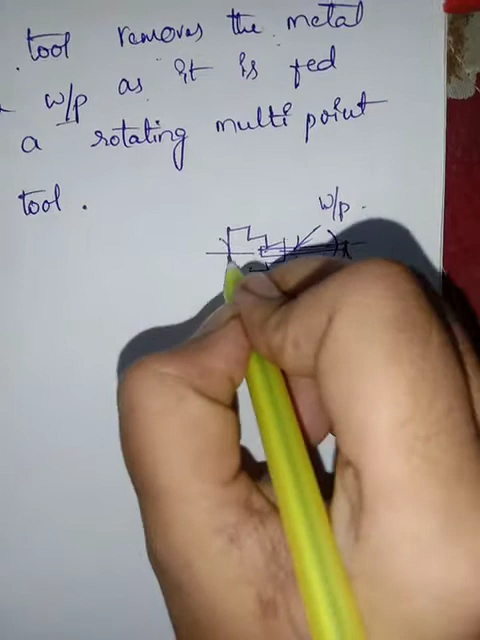 tool removes the metal
w/p as it is fed
a rotating multi point
tool.
w/p.